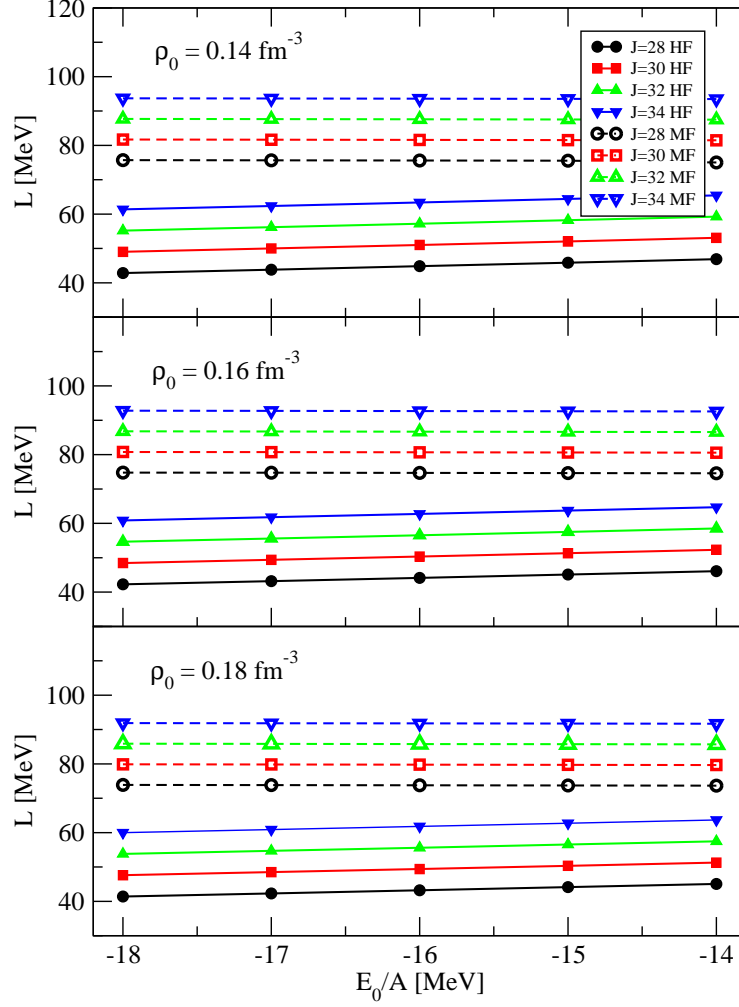 120
ρ₀ = 0.14 fm⁻³
100
80
60
40
L [MeV]
J=28 HF
J=30 HF
J=32 HF
J=34 HF
J=28 MF
J=30 MF
J=32 MF
J=34 MF
ρ₀ = 0.16 fm⁻³
100
80
60
40
L [MeV]
ρ₀ = 0.18 fm⁻³
100
80
60
40
L [MeV]
-18 -17 -16 -15 -14
E₀/A [MeV]